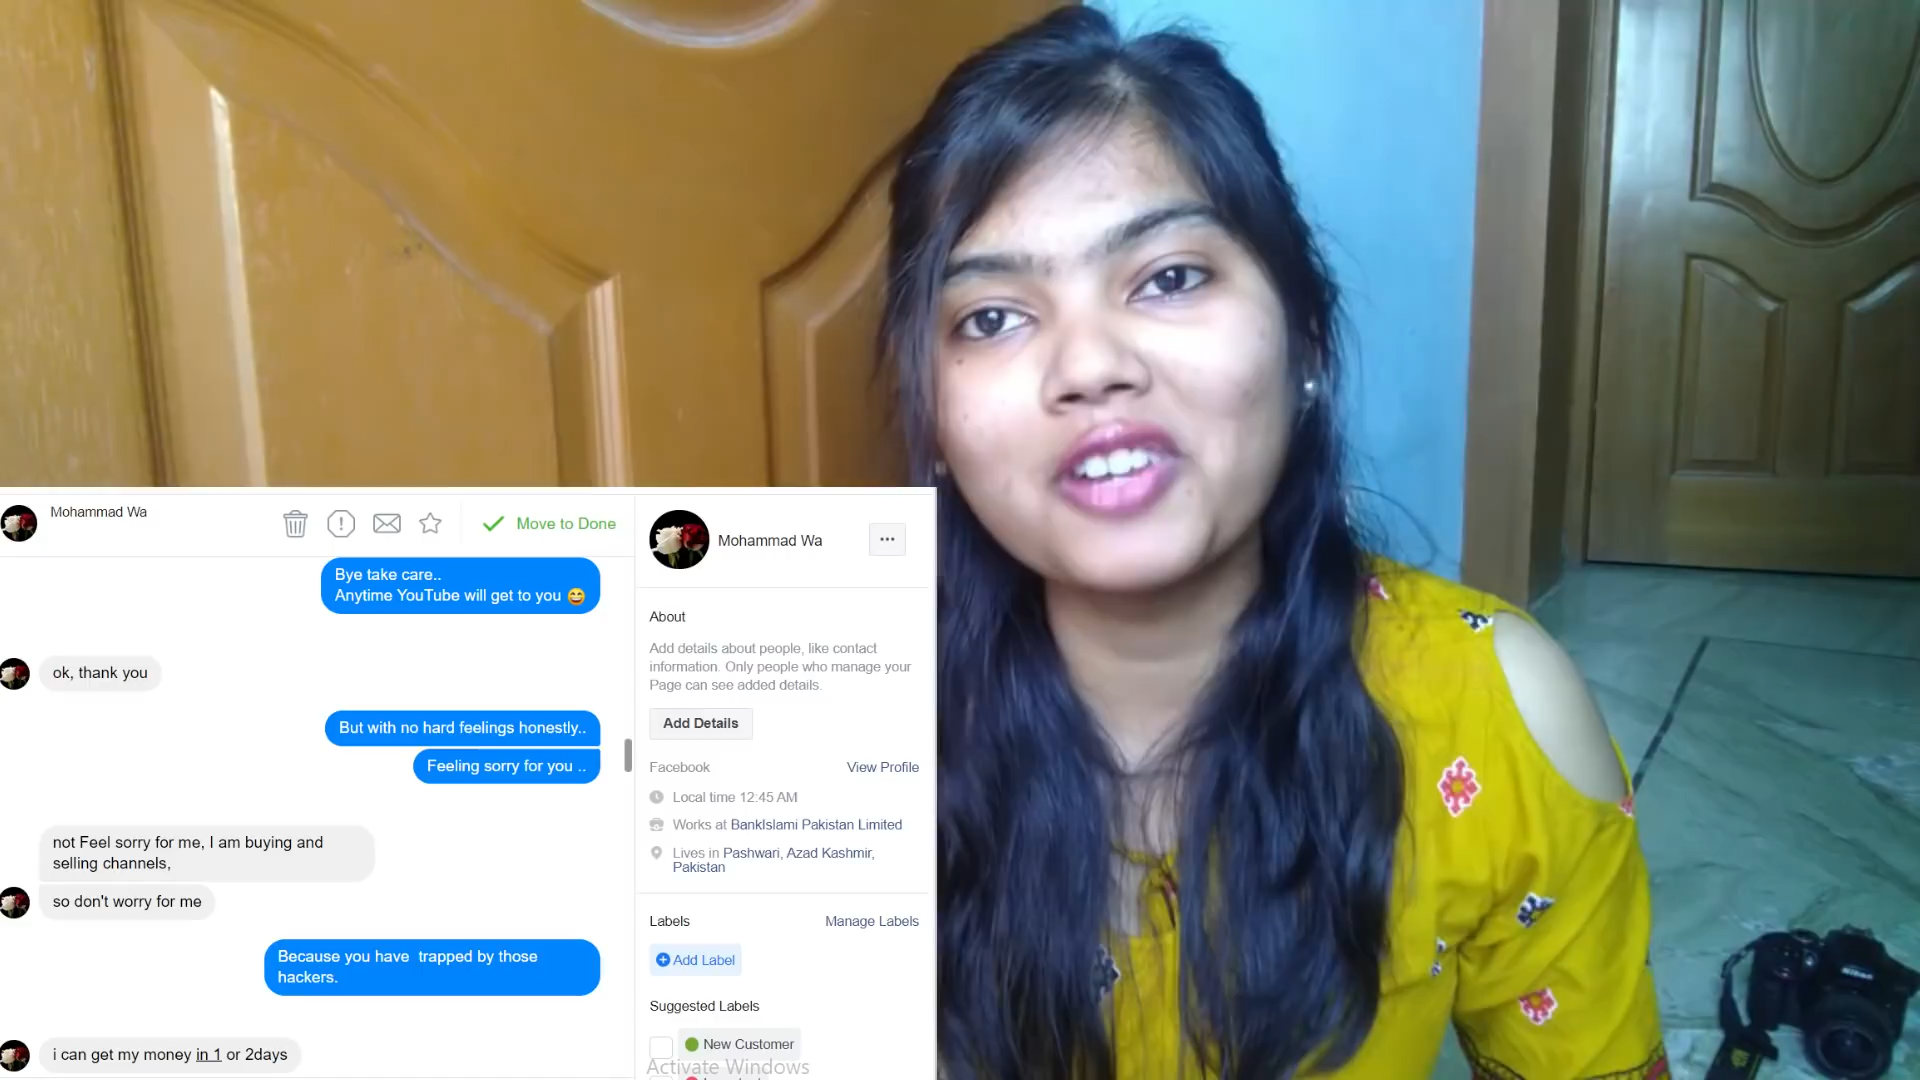 Mohammad Wa
Move to Done
Bye take care..
Anytime YouTube will get to you 😄
ok, thank you
But with no hard feelings honestly..
Feeling sorry for you ..
not Feel sorry for me, I am buying and
selling channels,
so don't worry for me
Because you have trapped by those
hackers.
i can get my money in 1 or 2days
Mohammad Wa
About
Add details about people, like contact
information. Only people who manage your
Page can see added details.
Add Details
Facebook
View Profile
Local time 12:45 AM
Works at BankIslami Pakistan Limited
Lives in Pashwari, Azad Kashmir,
Pakistan
Labels
Manage Labels
Add Label
Suggested Labels
New Customer
Activate Windows
Nikon